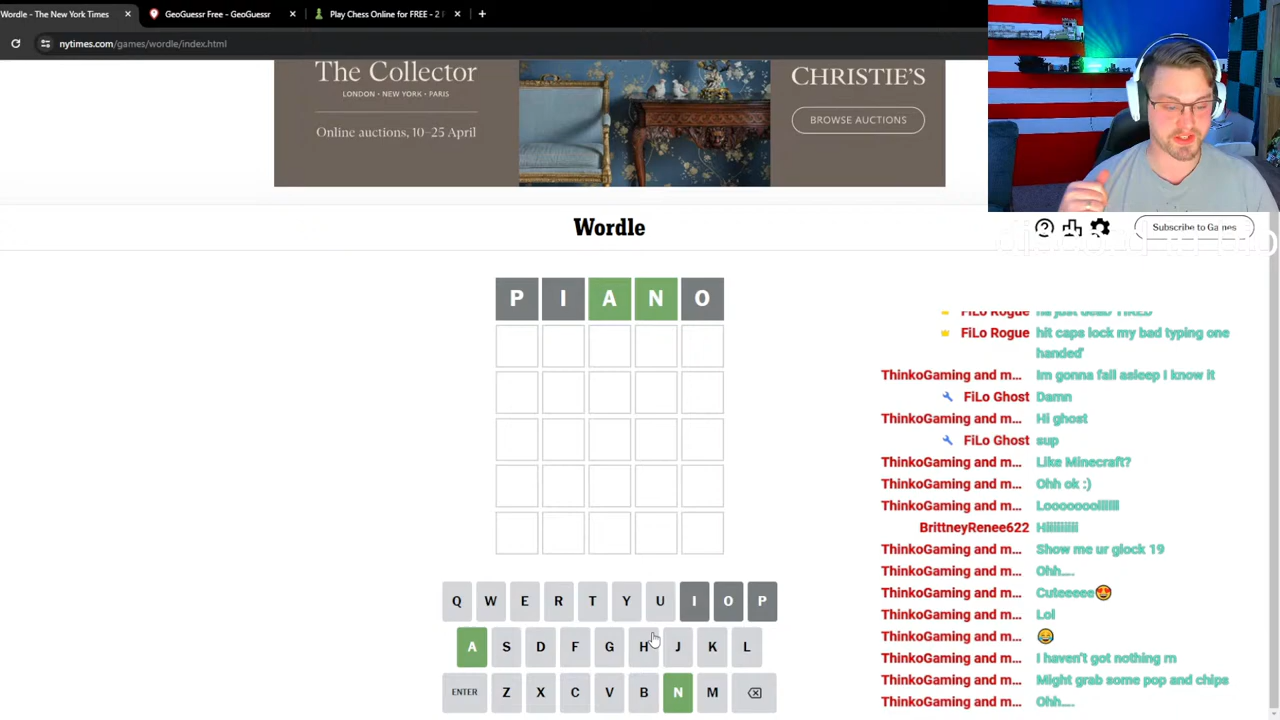 Wordle - The New York Times
GeoGuessr Free - GeoGuessr
Play Chess Online for FREE - 2
nytimes.com/games/wordle/index.html
The Collector
LONDON • NEW YORK • PARIS
Online auctions, 10–25 April
CHRISTIE'S
BROWSE AUCTIONS
Wordle
Subscribe to Games
P I A N O
FiLo Rogue
FiLo Rogue hit caps lock my bad typing one
handed'
ThinkoGaming and m... Im gonna fall asleep I know it
FiLo Ghost Damn
ThinkoGaming and m... Hi ghost
FiLo Ghost sup
ThinkoGaming and m... Like Minecraft?
ThinkoGaming and m... Ohh ok :)
ThinkoGaming and m... Looooooolllllll
BrittneyRenee622 Hiiiiiiiiii
ThinkoGaming and m... Show me ur glock 19
ThinkoGaming and m... Ohh....
ThinkoGaming and m... Cuteeeee😍
ThinkoGaming and m... Lol
ThinkoGaming and m... 😂
ThinkoGaming and m... I haven't got nothing rn
ThinkoGaming and m... Might grab some pop and chips
ThinkoGaming and m... Ohh....
Q W E R T Y U I O P
A S D F G H J K L
ENTER Z X C V B N M